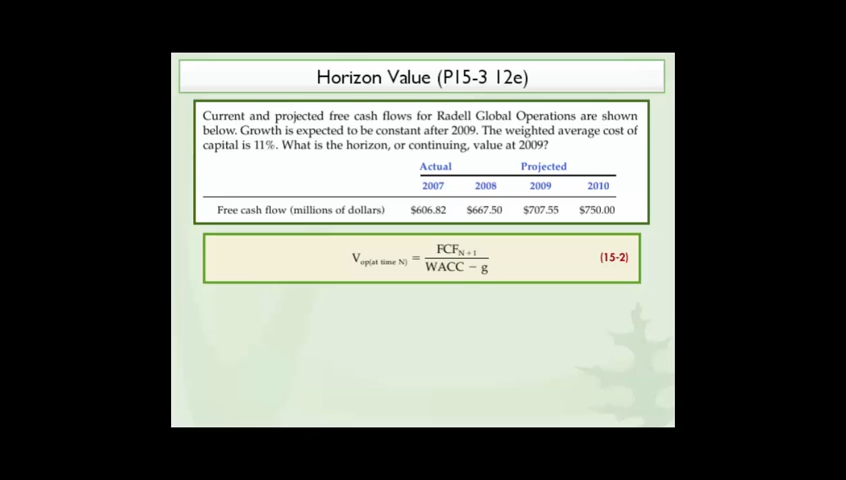 Horizon Value (P15-3 12e)
Current and projected free cash flows for Radell Global Operations are shown
below. Growth is expected to be constant after 2009. The weighted average cost of
capital is 11%. What is the horizon, or continuing, value at 2009?
Actual Projected
2007 2008 2009 2010
Free cash flow (millions of dollars) $606.82 $667.50 $707.55 $750.00
V op(at time N) = FCF N + 1 / WACC − g (15-2)